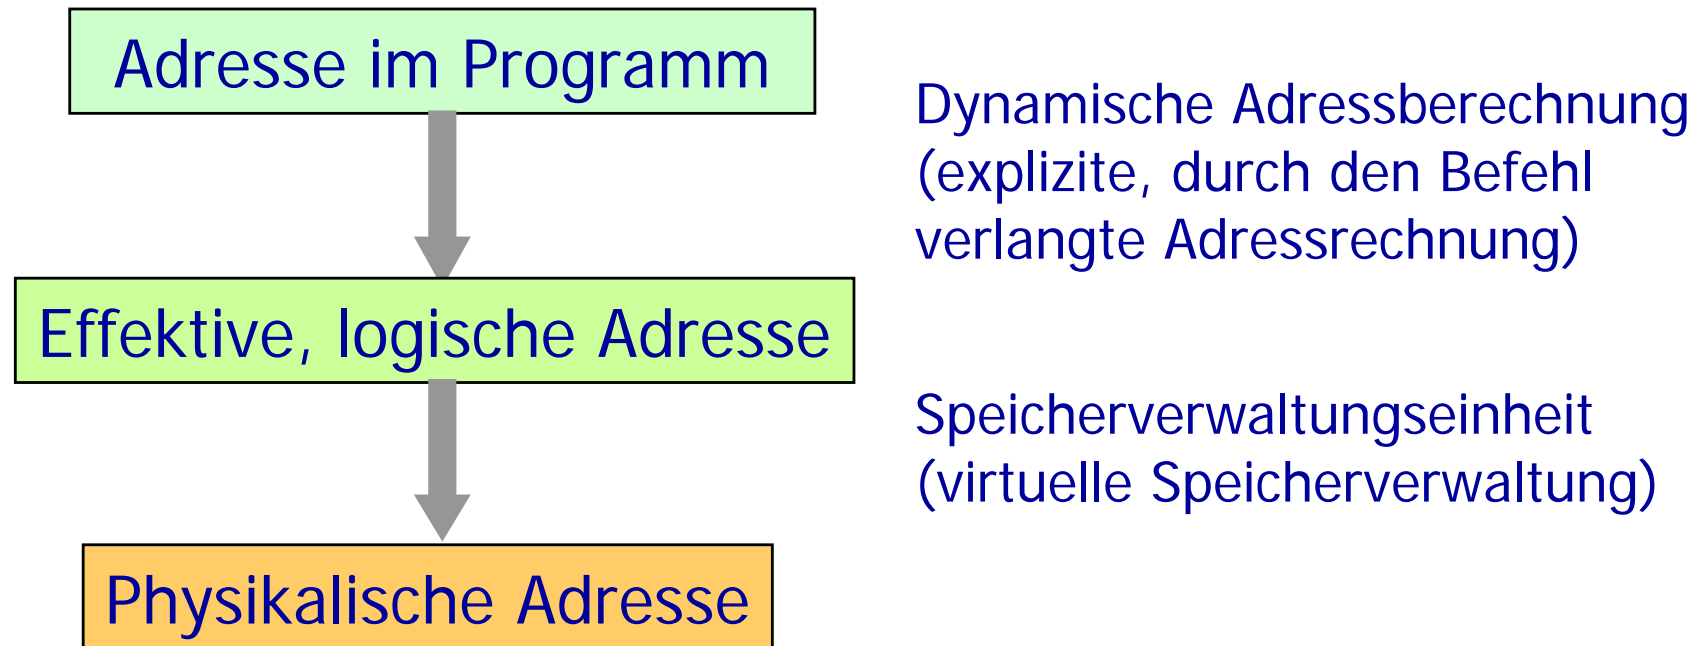 Adresse im Programm
Dynamische Adressberechnung
(explizite, durch den Befehl
verlangte Adressrechnung)
Effektive, logische Adresse
Speicherverwaltungseinheit
(virtuelle Speicherverwaltung)
Physikalische Adresse